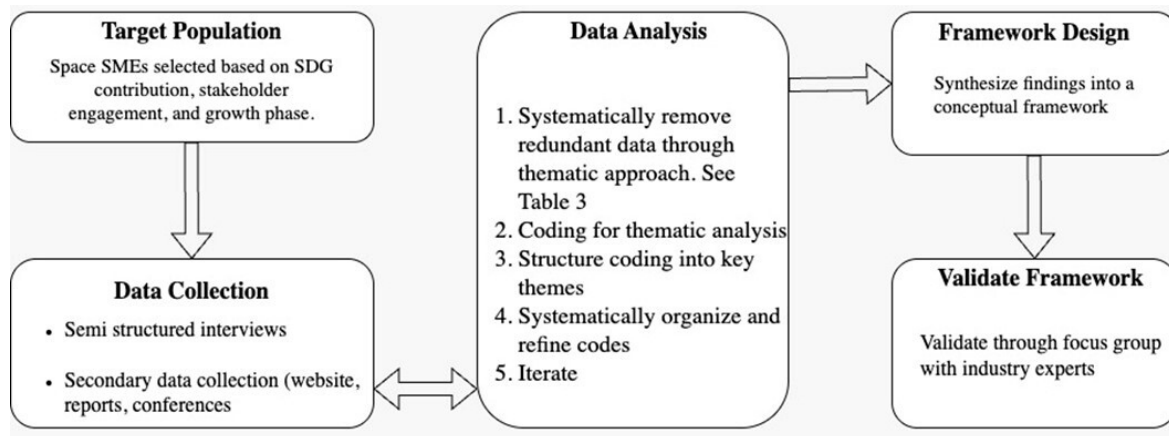 Target Population
Space SMEs selected based on SDG
contribution, stakeholder
engagement, and growth phase.
Data Collection
• Semi structured interviews
• Secondary data collection (website,
reports, conferences
Data Analysis
1. Systematically remove
redundant data through
thematic approach. See
Table 3
2. Coding for thematic analysis
3. Structure coding into key
themes
4. Systematically organize and
refine codes
5. Iterate
Framework Design
Synthesize findings into a
conceptual framework
Validate Framework
Validate through focus group
with industry experts